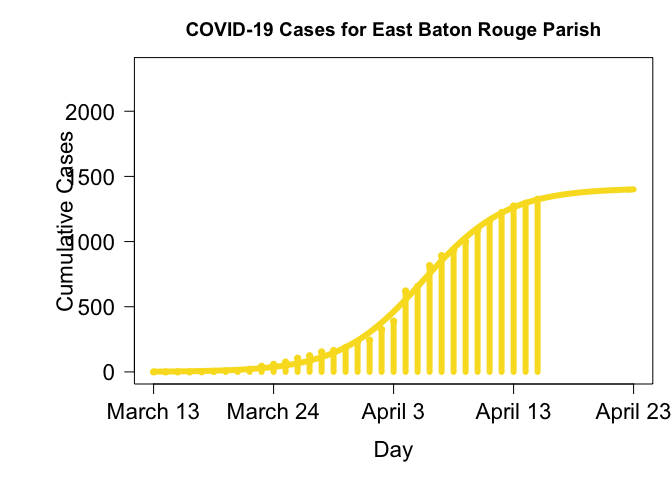 COVID-19 Cases for East Baton Rouge Parish
Cumulative Cases
2000
1500
1000
500
0
March 13 March 24 April 3 April 13 April 23
Day